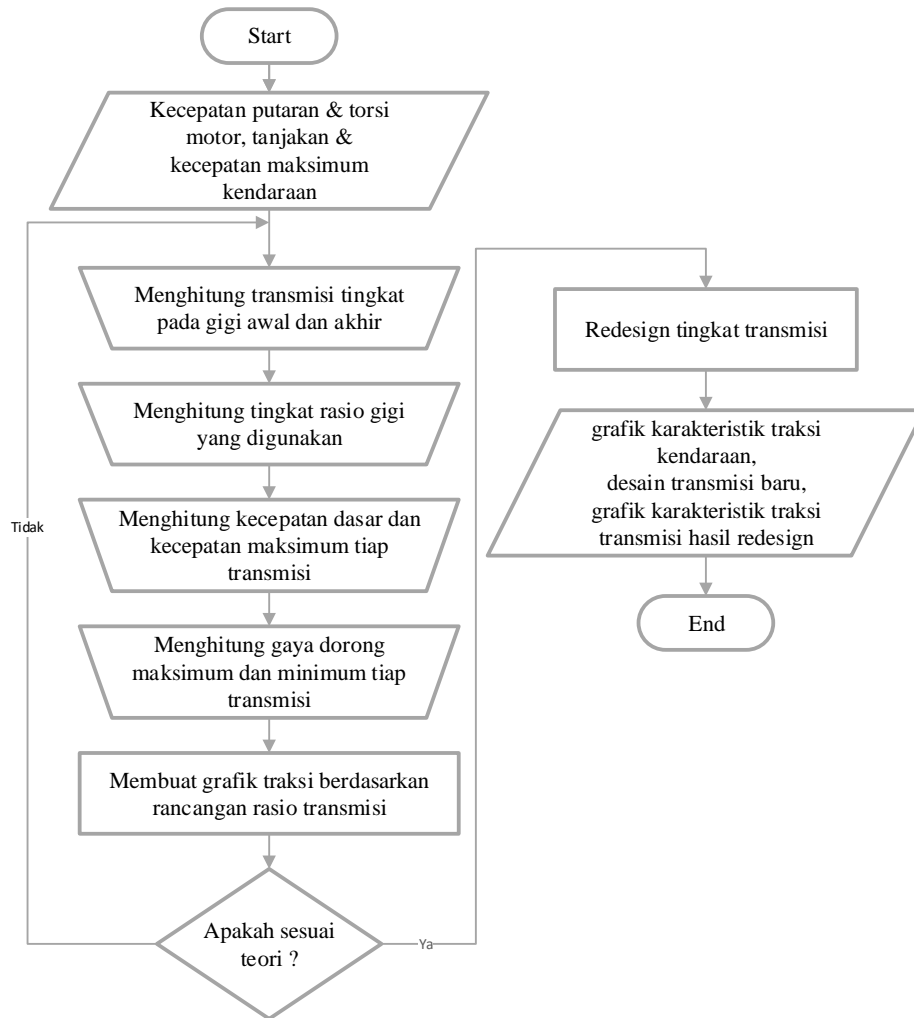 Start
Kecepatan putaran & torsi
motor, tanjakan &
kecepatan maksimum
kendaraan
Menghitung transmisi tingkat
pada gigi awal dan akhir
Menghitung tingkat rasio gigi
yang digunakan
Menghitung kecepatan dasar dan
kecepatan maksimum tiap
transmisi
Menghitung gaya dorong
maksimum dan minimum tiap
transmisi
Membuat grafik traksi berdasarkan
rancangan rasio transmisi
Apakah sesuai
teori ?
Tidak
Ya
Redesign tingkat transmisi
grafik karakteristik traksi
kendaraan,
desain transmisi baru,
grafik karakteristik traksi
transmisi hasil redesign
End